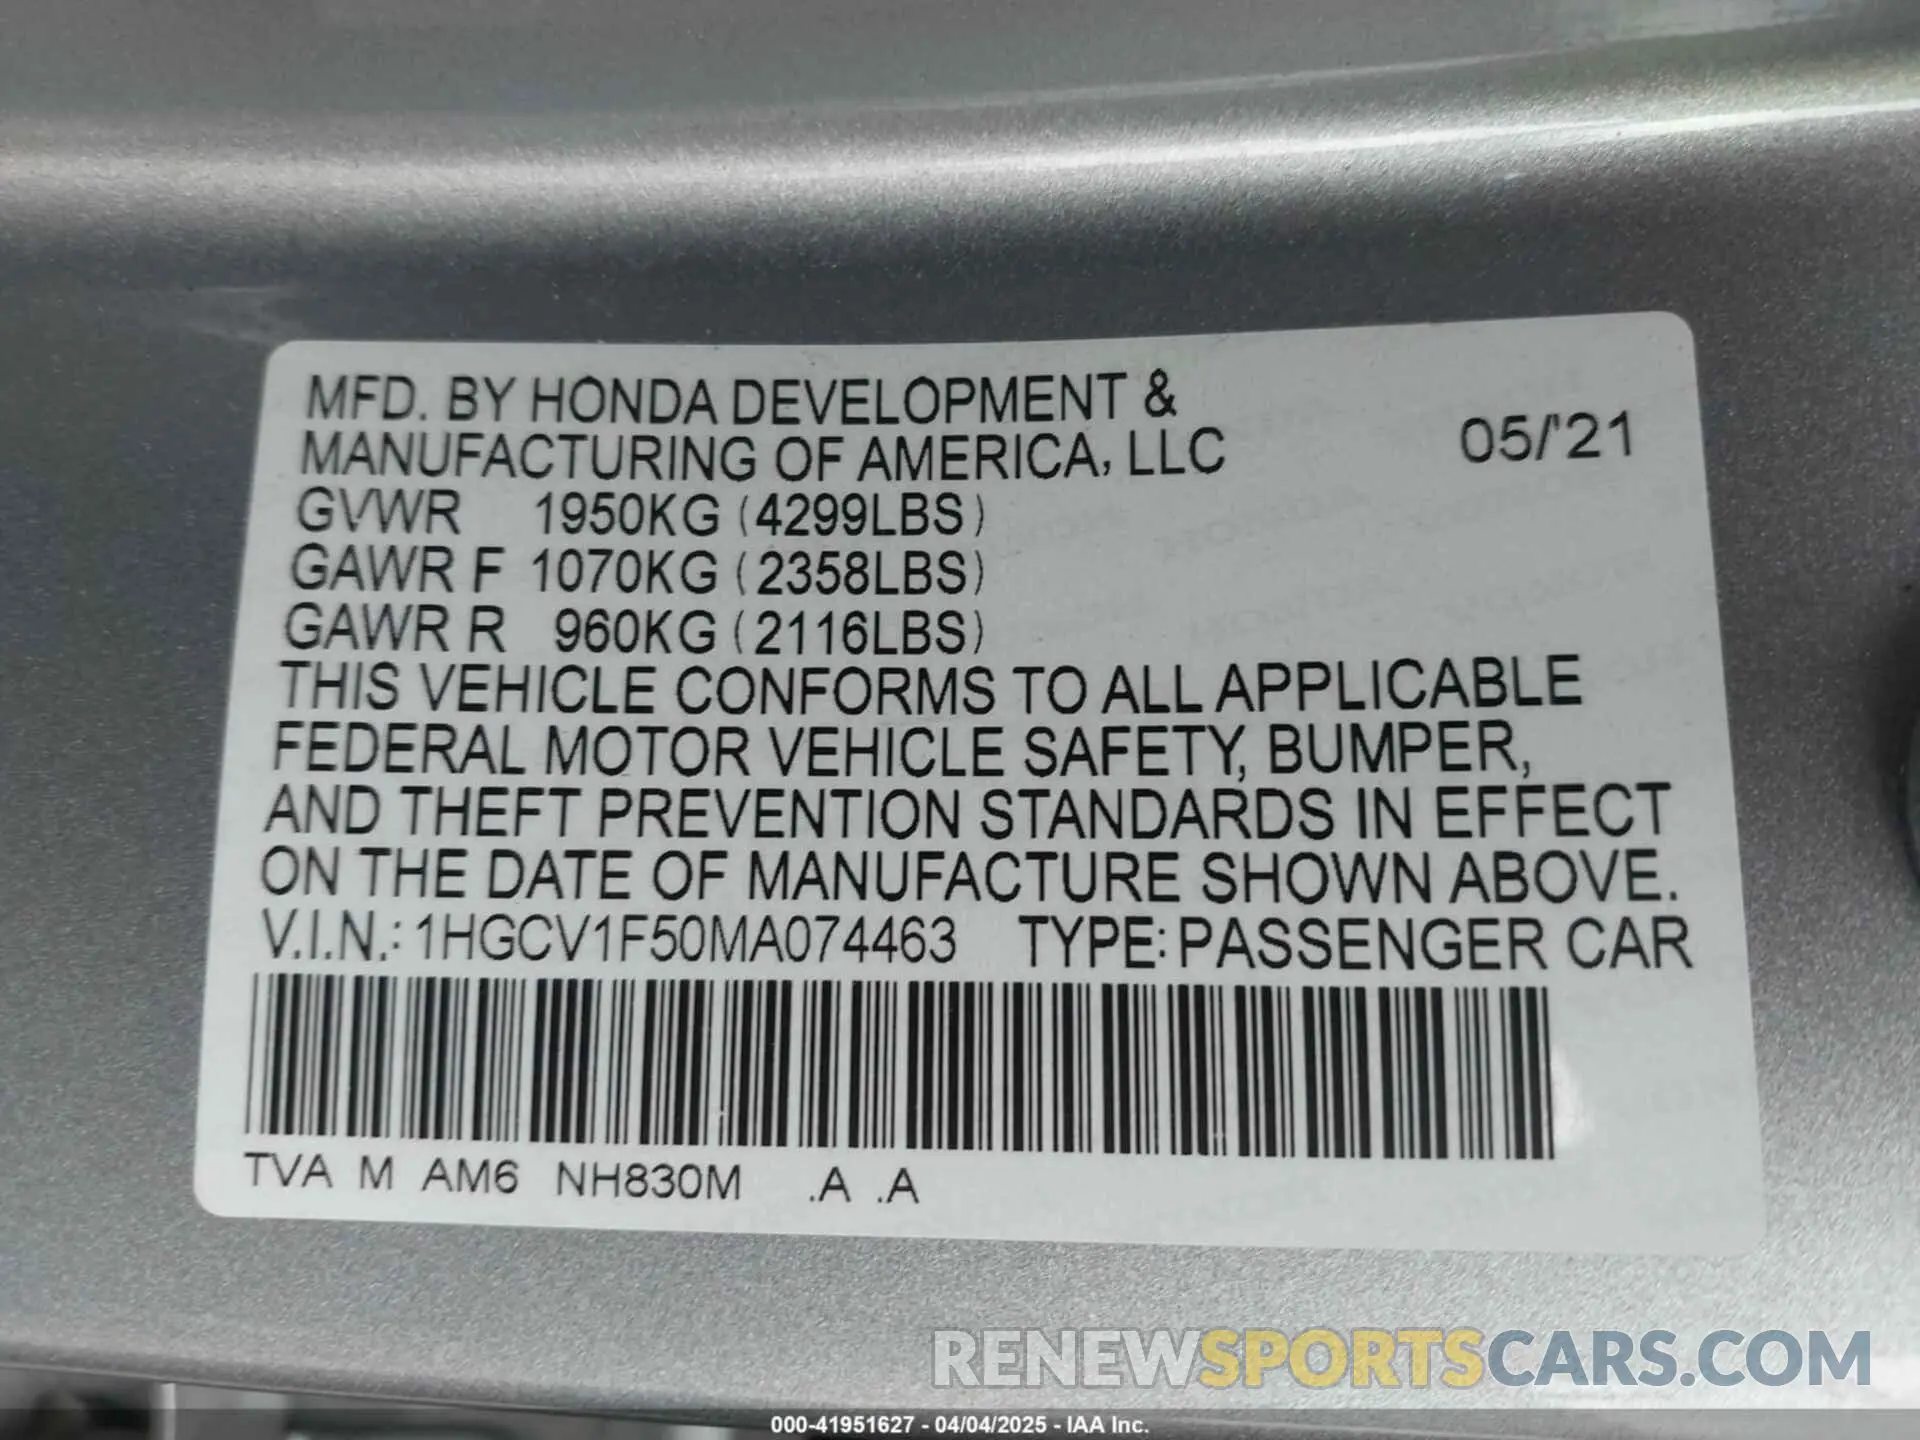 MFD. BY HONDA DEVELOPMENT &
MANUFACTURING OF AMERICA, LLC 05/'21
GVWR 1950KG (4299LBS)
GAWR F 1070KG (2358LBS)
GAWR R 960KG (2116LBS)
THIS VEHICLE CONFORMS TO ALL APPLICABLE
FEDERAL MOTOR VEHICLE SAFETY, BUMPER,
AND THEFT PREVENTION STANDARDS IN EFFECT
ON THE DATE OF MANUFACTURE SHOWN ABOVE.
V.I.N.: 1HGCV1F50MA074463 TYPE: PASSENGER CAR
TVA M AM6 NH830M .A .A
RENEWSPORTSCARS.COM
000-41951627 - 04/04/2025 - IAA Inc.